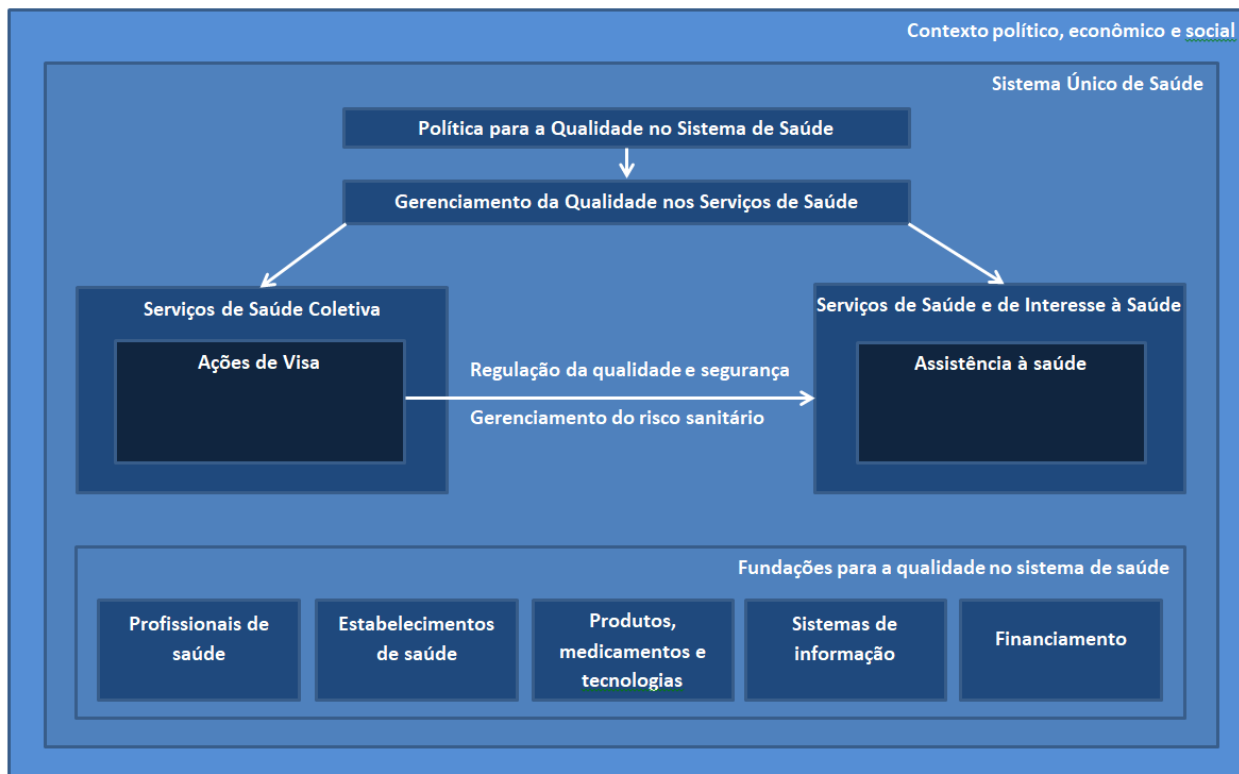 Contexto político, econômico e social
Sistema Único de Saúde
Política para a Qualidade no Sistema de Saúde
Gerenciamento da Qualidade nos Serviços de Saúde
Serviços de Saúde Coletiva
Ações de Visa
Regulação da qualidade e segurança
Gerenciamento do risco sanitário
Serviços de Saúde e de Interesse à Saúde
Assistência à saúde
Fundações para a qualidade no sistema de saúde
Profissionais de
saúde
Estabelecimentos
de saúde
Produtos,
medicamentos e
tecnologias
Sistemas de
informação
Financiamento